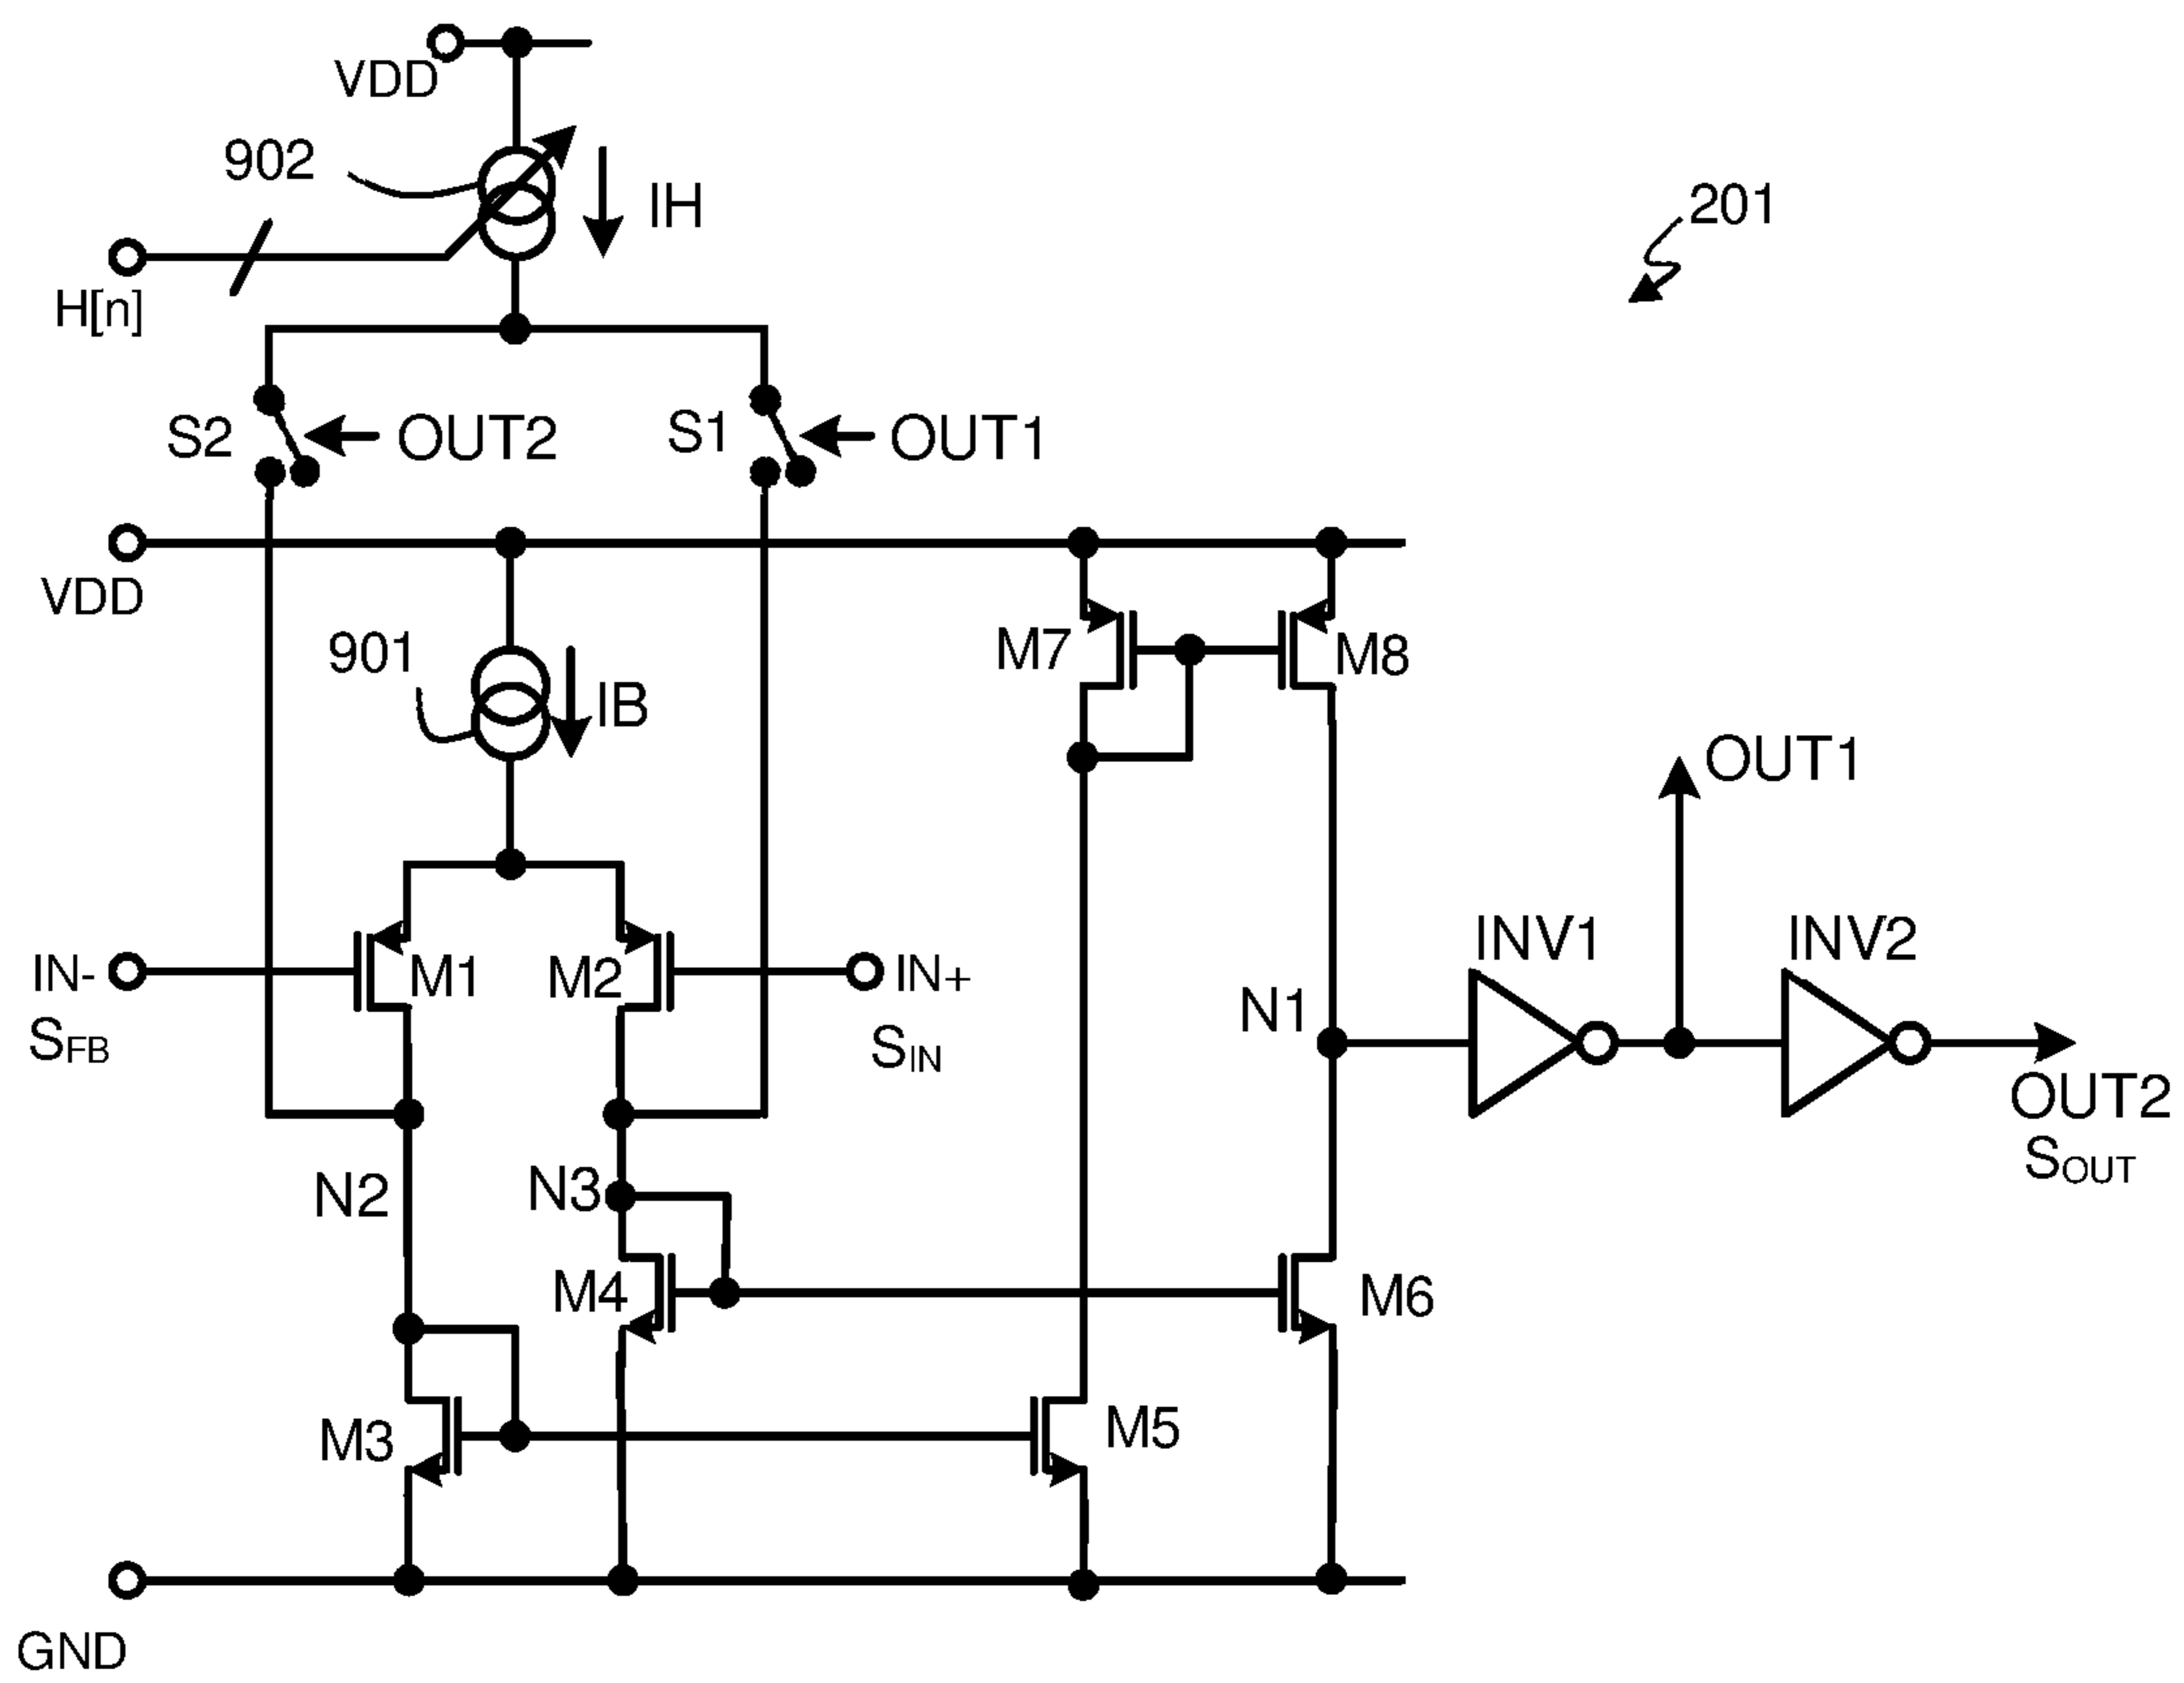 VDD
902
IH
201
H[n]
S2
OUT2
S1
OUT1
VDD
901
IB
M7
M8
OUT1
IN-
M1
M2
IN+
INV1
INV2
SFB
SIN
N1
OUT2
SOUT
N2
N3
M4
M6
M3
M5
GND